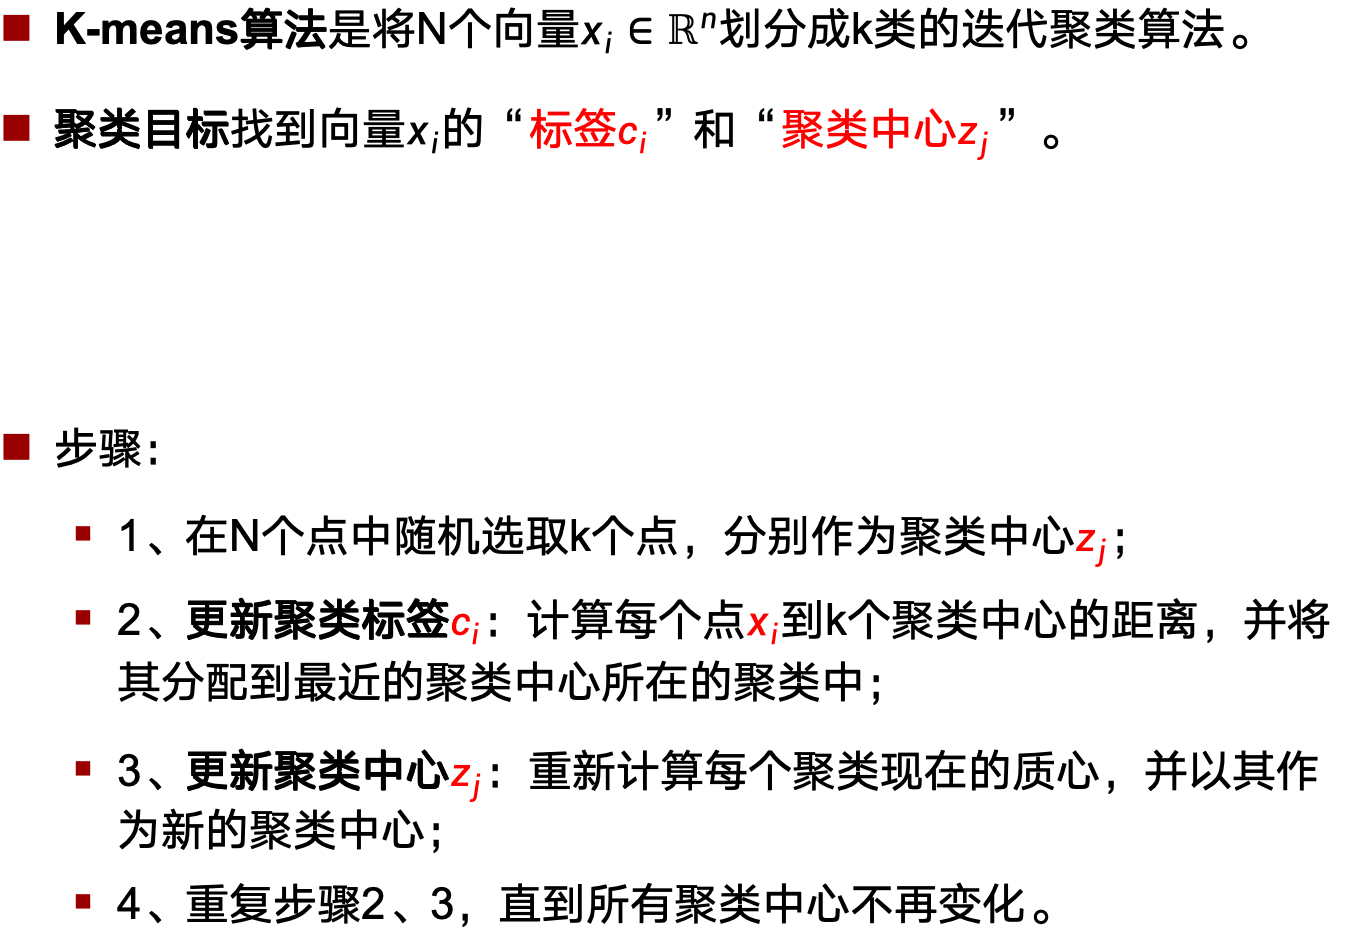 K-means算法是将N个向量xᵢ ∈ ℝⁿ划分成k类的迭代聚类算法。
聚类目标找到向量xᵢ的“标签cᵢ”和“聚类中心zⱼ”。
步骤：
1、在N个点中随机选取k个点，分别作为聚类中心zⱼ；
2、更新聚类标签cᵢ：计算每个点xᵢ到k个聚类中心的距离，并将
其分配到最近的聚类中心所在的聚类中；
3、更新聚类中心zⱼ：重新计算每个聚类现在的质心，并以其作
为新的聚类中心；
4、重复步骤2、3，直到所有聚类中心不再变化。